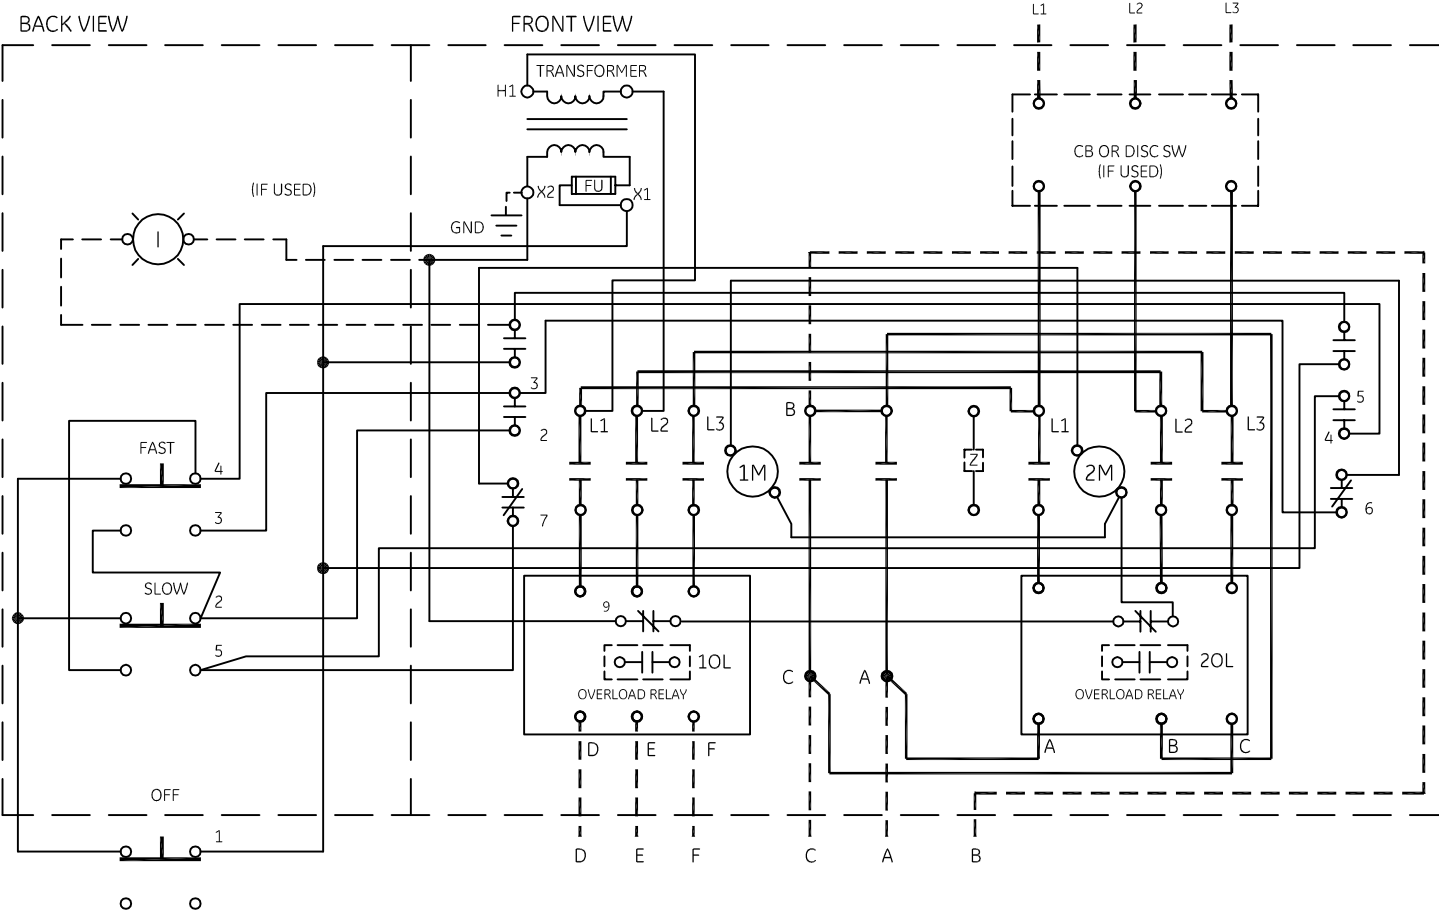 BACK VIEW
FRONT VIEW
L1 L2 L3
TRANSFORMER
H1
CB OR DISC SW
(IF USED)
(IF USED)
FU
X2
X1
GND
I
3
5
B
L1
L2
L3
L1
L2
L3
2
4
FAST
4
1M
Z
2M
3
7
6
SLOW
2
9
5
1OL
2OL
OVERLOAD RELAY
OVERLOAD RELAY
C
A
D
E
F
A
B
C
OFF
1
D
E
F
C
A
B